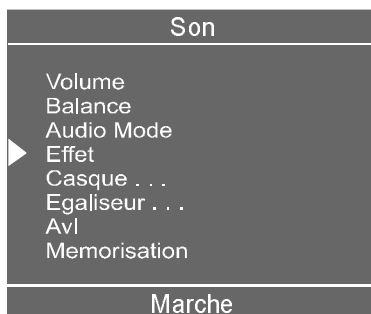 Son
Volume
Balance
Audio Mode
Effet
Casque . . .
Egaliseur . . .
Avl
Memorisation
Marche